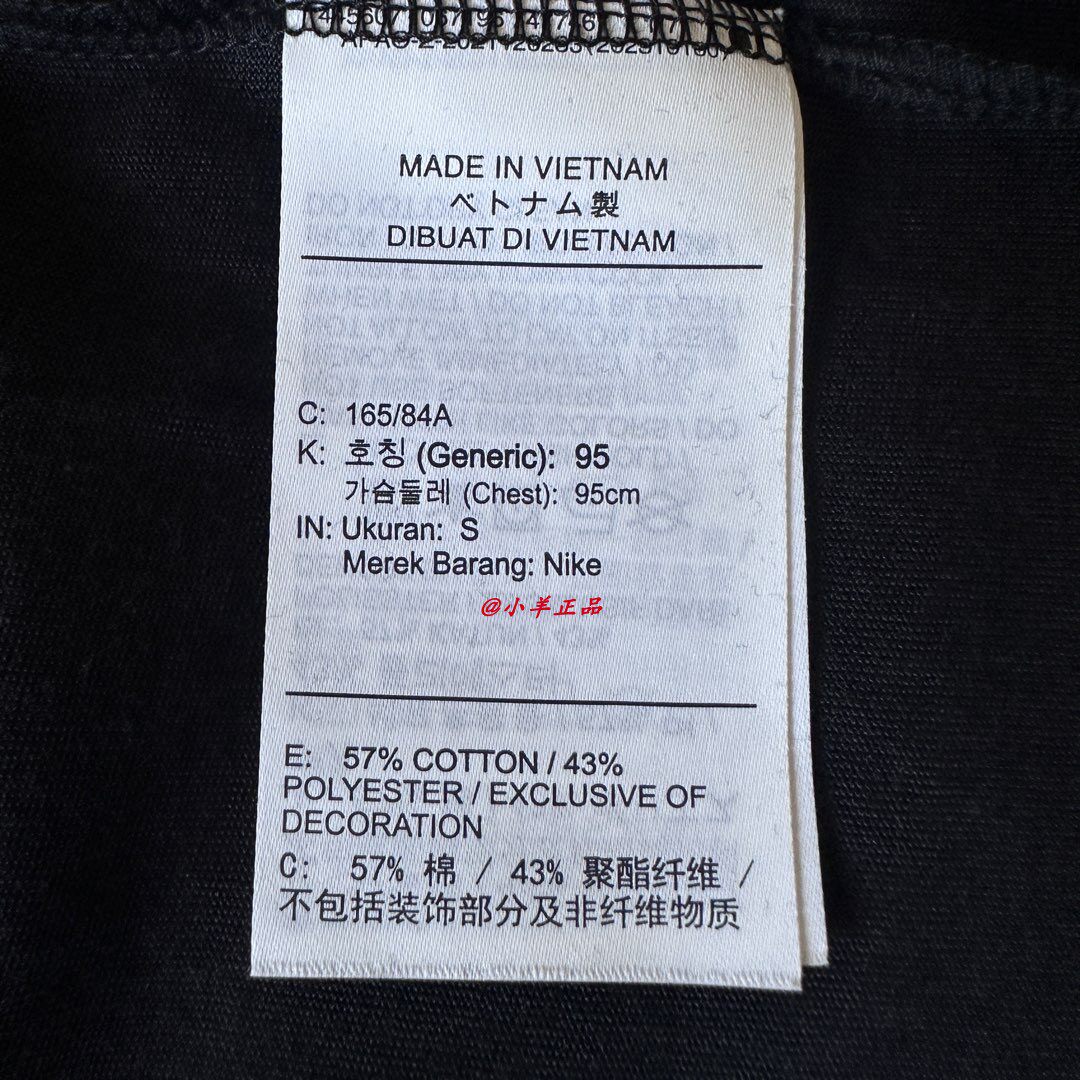 MADE IN VIETNAM
ベトナム製
DIBUAT DI VIETNAM
C: 165/84A
K: 호칭 (Generic): 95
가슴둘레 (Chest): 95cm
IN: Ukuran: S
Merek Barang: Nike
@小羊正品
E: 57% COTTON / 43%
POLYESTER / EXCLUSIVE OF
DECORATION
C: 57% 棉 / 43% 聚酯纤维 /
不包括装饰部分及非纤维物质